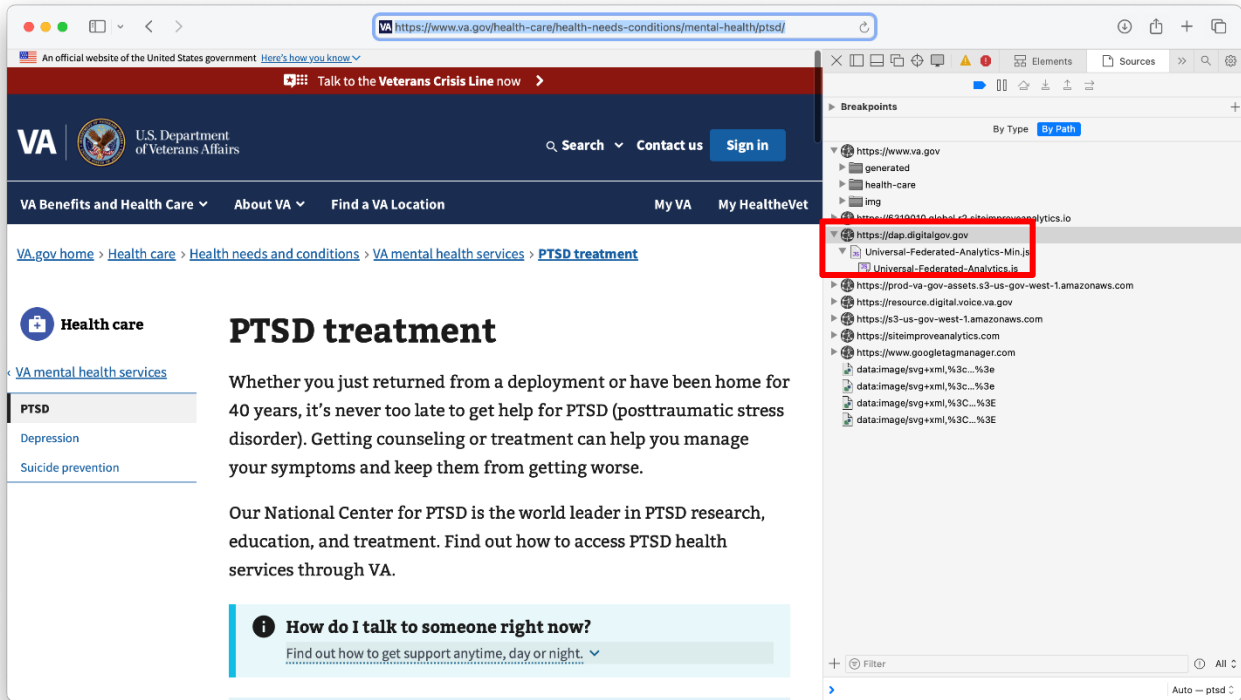 VA https://www.va.gov/health-care/health-needs-conditions/mental-health/ptsd/
An official website of the United States government Here's how you know
Talk to the Veterans Crisis Line now
VA
U.S. Department
of Veterans Affairs
Search Contact us Sign in
VA Benefits and Health Care About VA Find a VA Location My VA My HealtheVet
VA.gov home › Health care › Health needs and conditions › VA mental health services › PTSD treatment
Health care
‹ VA mental health services
PTSD
Depression
Suicide prevention
PTSD treatment
Whether you just returned from a deployment or have been home for
40 years, it’s never too late to get help for PTSD (posttraumatic stress
disorder). Getting counseling or treatment can help you manage
your symptoms and keep them from getting worse.
Our National Center for PTSD is the world leader in PTSD research,
education, and treatment. Find out how to access PTSD health
services through VA.
How do I talk to someone right now?
Find out how to get support anytime, day or night.
Elements Sources
Breakpoints
By Type By Path
https://www.va.gov
generated
health-care
img
https://6319010.global.r2.siteimproveanalytics.io
https://dap.digitalgov.gov
Universal-Federated-Analytics-Min.js
Universal-Federated-Analytics.js
https://prod-va-gov-assets.s3-us-gov-west-1.amazonaws.com
https://resource.digital.voice.va.gov
https://s3-us-gov-west-1.amazonaws.com
https://siteimproveanalytics.com
https://www.googletagmanager.com
data:image/svg+xml,%3c...%3e
data:image/svg+xml,%3c...%3e
data:image/svg+xml,%3C...%3E
data:image/svg+xml,%3C...%3E
Filter All
Auto — ptsd